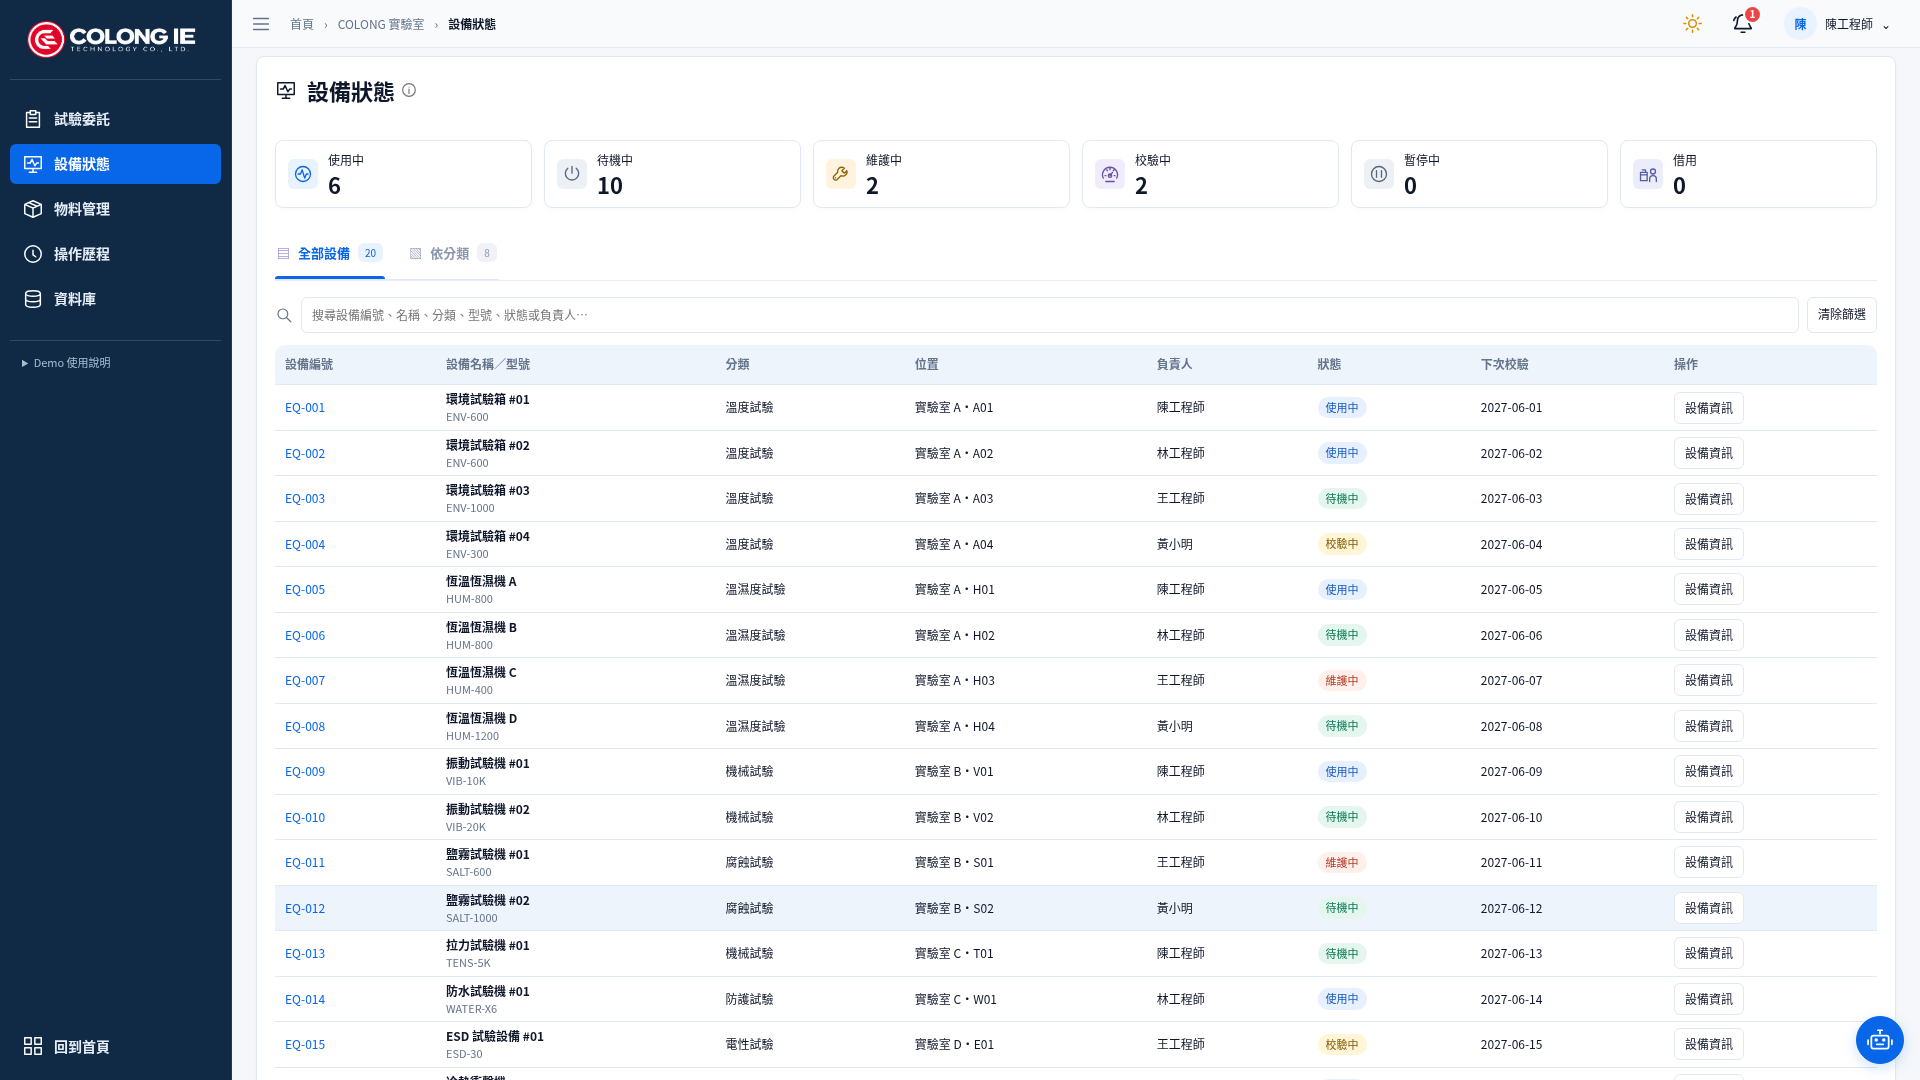 COLONG IE
TECHNOLOGY CO., LTD.
試驗委託
設備狀態
物料管理
操作歷程
資料庫
▶ Demo 使用說明
回到首頁
首頁 › COLONG 實驗室 › 設備狀態
1
陳 陳工程師
設備狀態
使用中
6
待機中
10
維護中
2
校驗中
2
暫停中
0
借用
0
全部設備 20
依分類 8
搜尋設備編號、名稱、分類、型號、狀態或負責人…
清除篩選
設備編號 設備名稱／型號 分類 位置 負責人 狀態 下次校驗 操作
EQ-001 環境試驗箱 #01 溫度試驗 實驗室 A・A01 陳工程師 使用中 2027-06-01 設備資訊
ENV-600
EQ-002 環境試驗箱 #02 溫度試驗 實驗室 A・A02 林工程師 使用中 2027-06-02 設備資訊
ENV-600
EQ-003 環境試驗箱 #03 溫度試驗 實驗室 A・A03 王工程師 待機中 2027-06-03 設備資訊
ENV-1000
EQ-004 環境試驗箱 #04 溫度試驗 實驗室 A・A04 黃小明 校驗中 2027-06-04 設備資訊
ENV-300
EQ-005 恆溫恆濕機 A 溫濕度試驗 實驗室 A・H01 陳工程師 使用中 2027-06-05 設備資訊
HUM-800
EQ-006 恆溫恆濕機 B 溫濕度試驗 實驗室 A・H02 林工程師 待機中 2027-06-06 設備資訊
HUM-800
EQ-007 恆溫恆濕機 C 溫濕度試驗 實驗室 A・H03 王工程師 維護中 2027-06-07 設備資訊
HUM-400
EQ-008 恆溫恆濕機 D 溫濕度試驗 實驗室 A・H04 黃小明 待機中 2027-06-08 設備資訊
HUM-1200
EQ-009 振動試驗機 #01 機械試驗 實驗室 B・V01 陳工程師 使用中 2027-06-09 設備資訊
VIB-10K
EQ-010 振動試驗機 #02 機械試驗 實驗室 B・V02 林工程師 待機中 2027-06-10 設備資訊
VIB-20K
EQ-011 鹽霧試驗機 #01 腐蝕試驗 實驗室 B・S01 王工程師 維護中 2027-06-11 設備資訊
SALT-600
EQ-012 鹽霧試驗機 #02 腐蝕試驗 實驗室 B・S02 黃小明 待機中 2027-06-12 設備資訊
SALT-1000
EQ-013 拉力試驗機 #01 機械試驗 實驗室 C・T01 陳工程師 待機中 2027-06-13 設備資訊
TENS-5K
EQ-014 防水試驗機 #01 防護試驗 實驗室 C・W01 林工程師 使用中 2027-06-14 設備資訊
WATER-X6
EQ-015 ESD 試驗設備 #01 電性試驗 實驗室 D・E01 王工程師 校驗中 2027-06-15 設備資訊
ESD-30